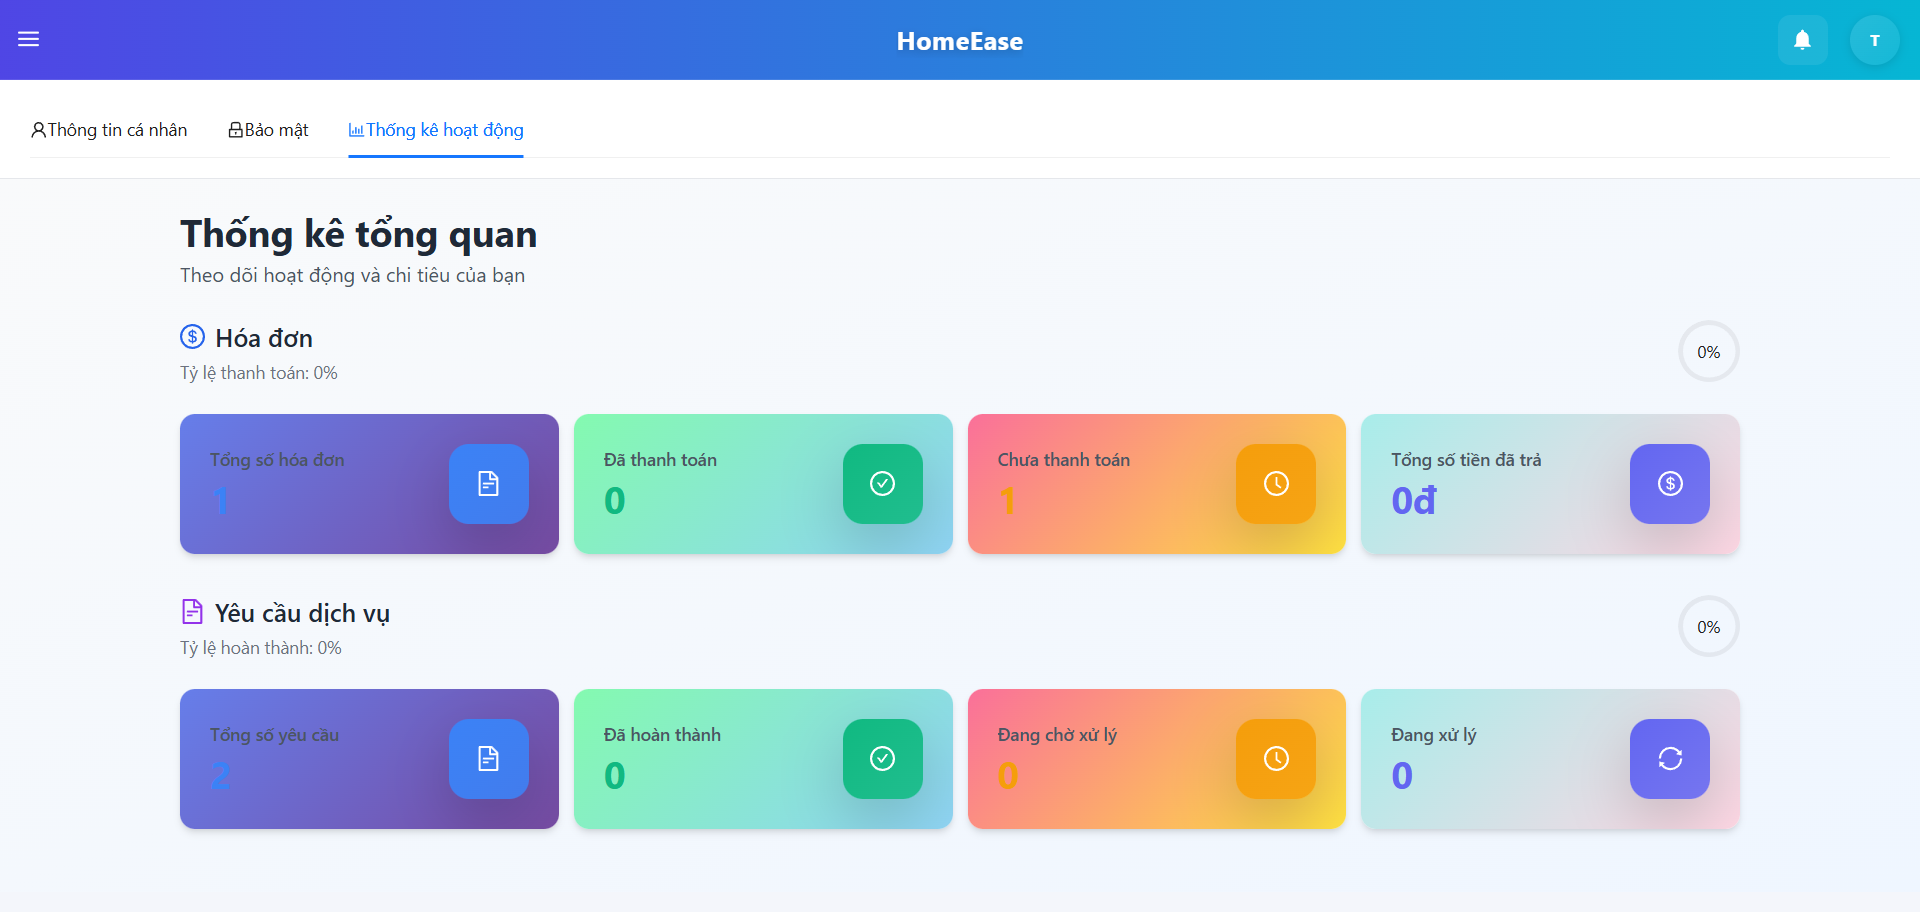 HomeEase
T
Thông tin cá nhân
Bảo mật
Thống kê hoạt động
Thống kê tổng quan
Theo dõi hoạt động và chi tiêu của bạn
Hóa đơn
Tỷ lệ thanh toán: 0%
0%
Tổng số hóa đơn
1
Đã thanh toán
0
Chưa thanh toán
1
Tổng số tiền đã trả
0đ
Yêu cầu dịch vụ
Tỷ lệ hoàn thành: 0%
0%
Tổng số yêu cầu
2
Đã hoàn thành
0
Đang chờ xử lý
0
Đang xử lý
0